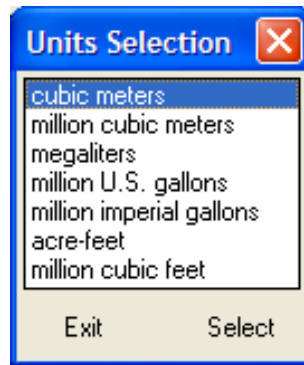 Units Selection
cubic meters
million cubic meters
megaliters
million U.S. gallons
million imperial gallons
acre-feet
million cubic feet
Exit Select